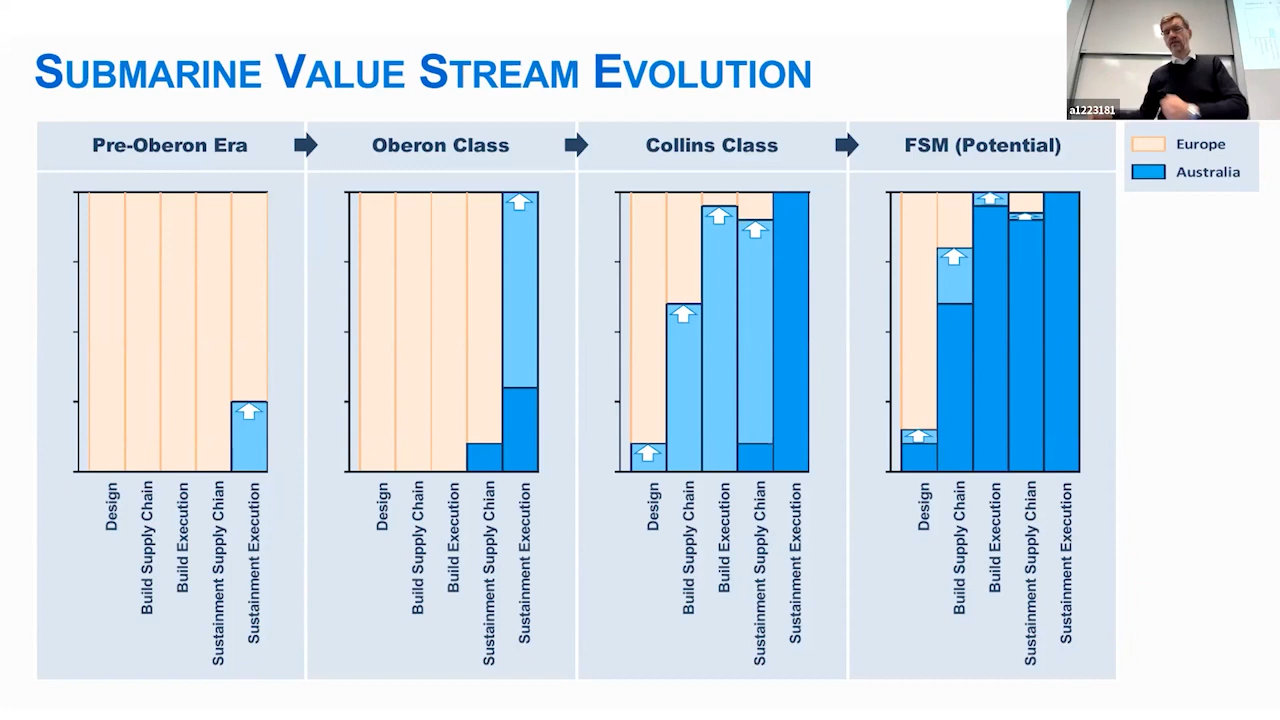 SUBMARINE VALUE STREAM EVOLUTION
a1223181
Pre-Oberon Era
Oberon Class
Collins Class
FSM (Potential)
Europe
Australia
Design
Build Supply Chain
Build Execution
Sustainment Supply Chian
Sustainment Execution
Design
Build Supply Chain
Build Execution
Sustainment Supply Chian
Sustainment Execution
Design
Build Supply Chain
Build Execution
Sustainment Supply Chian
Sustainment Execution
Design
Build Supply Chain
Build Execution
Sustainment Supply Chian
Sustainment Execution